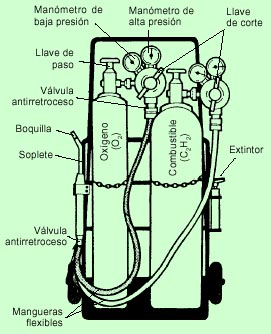 Manómetro de
baja presión
Manómetro de
alta presión
Llave
de corte
Llave de
paso
Válvula
antirretroceso
Boquilla
Soplete
Oxígeno
(O2)
Combustible
(C2H2)
Extintor
Válvula
antirretroceso
Mangueras
flexibles